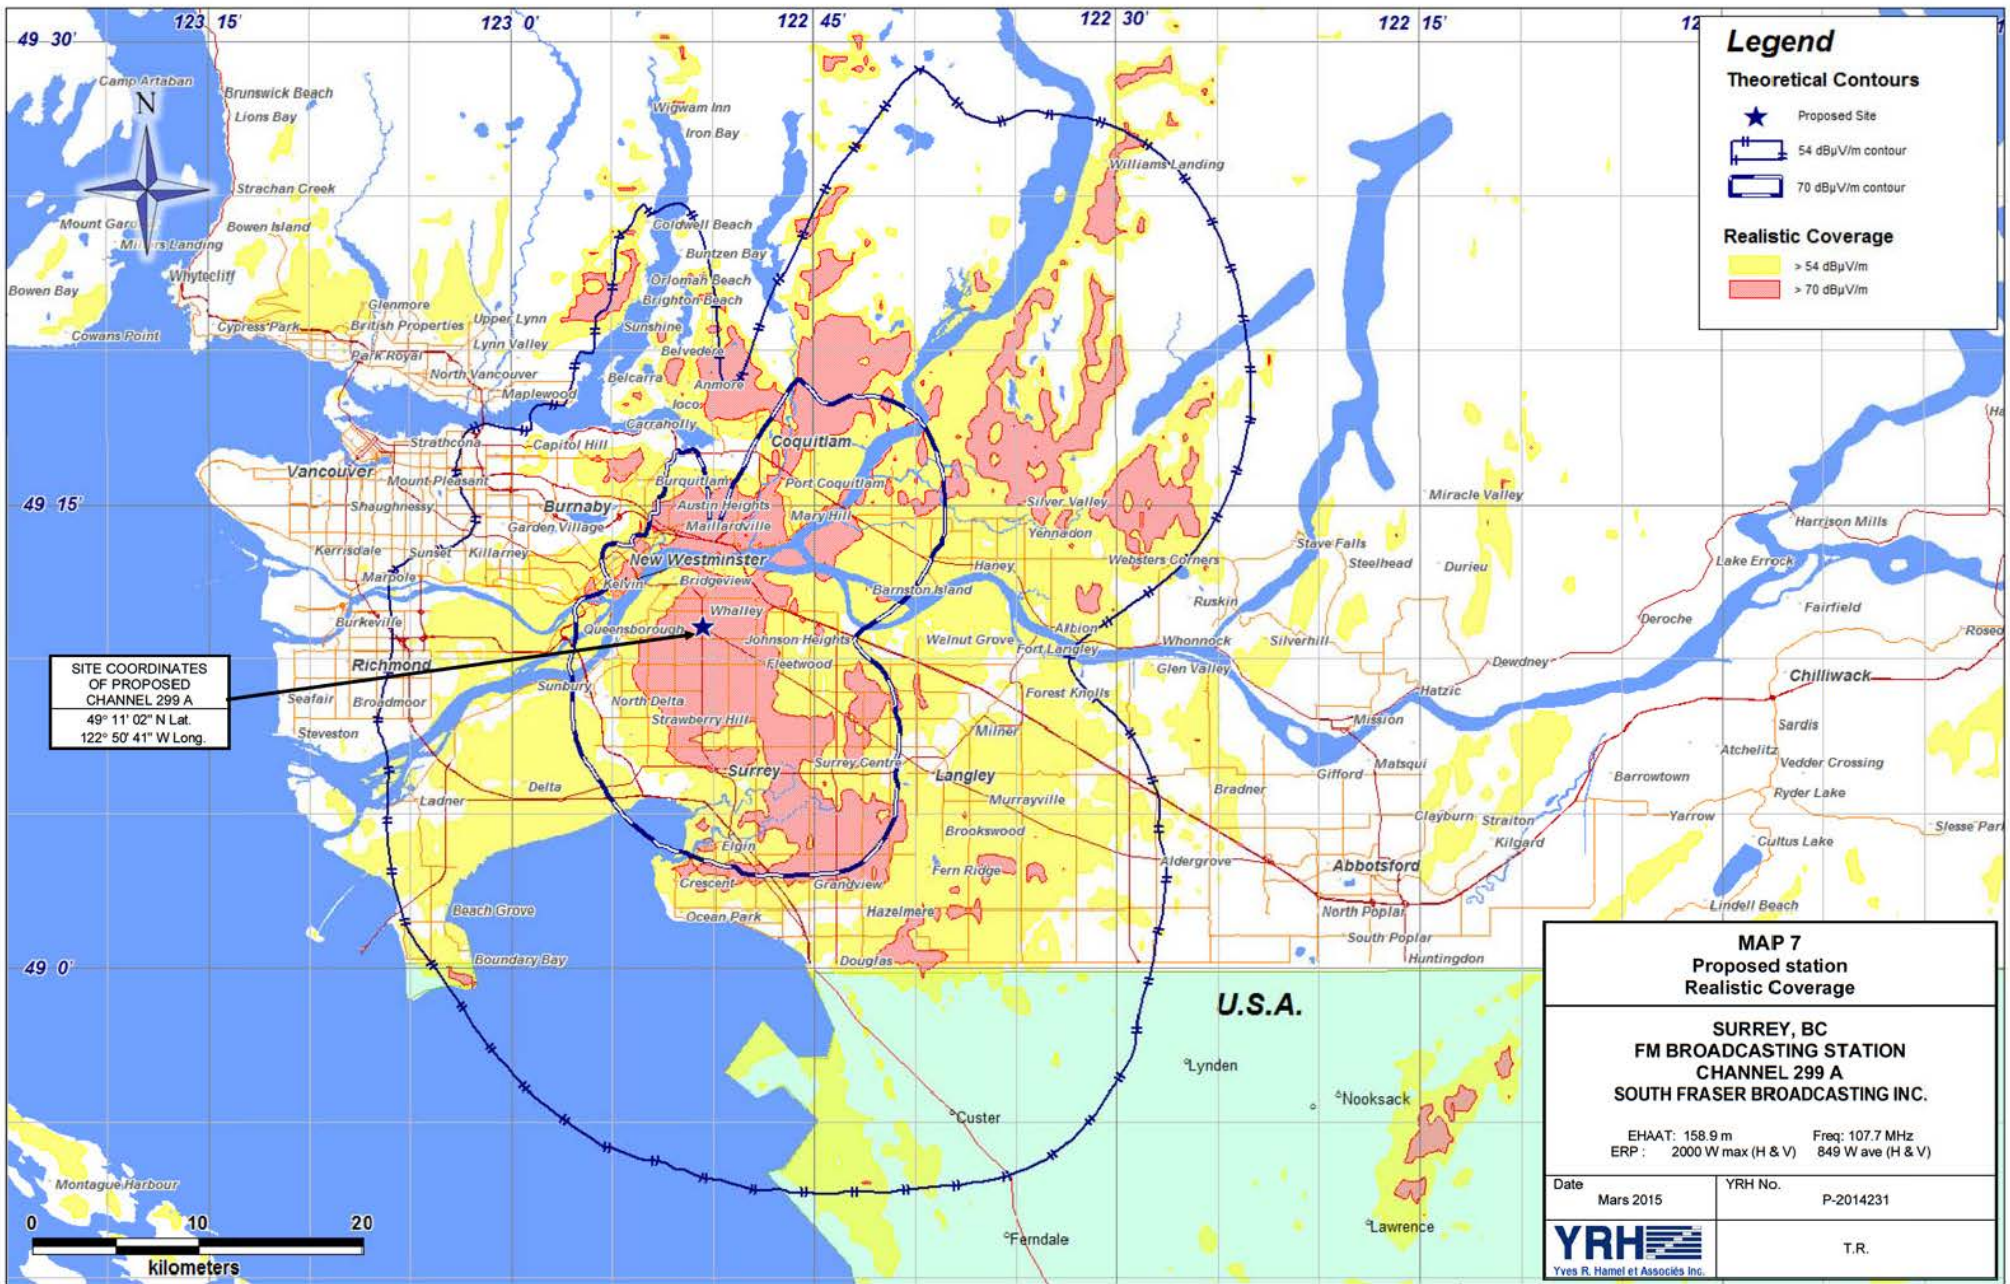 123 15'
123 0'
122 45'
122 30'
122 15'
49 30'
49 15'
49 0'
Legend
Theoretical Contours
Proposed Site
54 dBµV/m contour
70 dBµV/m contour
Realistic Coverage
> 54 dBµV/m
> 70 dBµV/m
N
Camp Artaban
Brunswick Beach
Lions Bay
Strachan Creek
Bowen Island
Whytecliff
Bowen Bay
Cowans Point
Cypress Park
Glenmore
British Properties
Park Royal
Upper Lynn
Lynn Valley
North Vancouver
Maplewood
Wigwam Inn
Iron Bay
Coldwell Beach
Buntzen Bay
Orlomah Beach
Brighton Beach
Sunshine
Belvedere
Belcarra
Anmore
Ioco
Carraholly
Williams Landing
Strathcona
Capitol Hill
Coquitlam
Vancouver
Mount Pleasant
Burquitlam
Port Coquitlam
Shaughnessy
Burnaby
Austin Heights
Mary Hill
Silver Valley
Miracle Valley
Garden Village
Maillardville
Yennadon
Harrison Mills
Kerrisdale
Sunset
Killarney
New Westminster
Haney
Websters Corners
Stave Falls
Steelhead
Durieu
Lake Errock
Marpole
Kelvin
Bridgeview
Barnston Island
Ruskin
Fairfield
Burkeville
Whalley
Queensborough
Johnson Heights
Walnut Grove
Albion
Fort Langley
Whonnock
Silverhill
Deroche
Richmond
Fleetwood
Glen Valley
Dewdney
Chilliwack
Seafair
Broadmoor
Sunbury
North Delta
Forest Knolls
Hatzic
Steveston
Strawberry Hill
Milner
Mission
Sardis
Atchelitz
Surrey
Surrey Centre
Langley
Matsqui
Gifford
Vedder Crossing
Barrowtown
Delta
Ladner
Murrayville
Bradner
Ryder Lake
Brookswood
Clayburn
Straiton
Yarrow
Kilgard
Elgin
Cultus Lake
Crescent
Grandview
Fern Ridge
Aldergrove
Abbotsford
Beach Grove
Ocean Park
Hazelmere
North Poplar
Lindell Beach
South Poplar
Boundary Bay
Douglas
Huntingdon
SITE COORDINATES
OF PROPOSED
CHANNEL 299 A
49° 11' 02" N Lat.
122° 50' 41" W Long.
U.S.A.
Lynden
Nooksack
Custer
Lawrence
Ferndale
Montague Harbour
0 10 20
kilometers
MAP 7
Proposed station
Realistic Coverage
SURREY, BC
FM BROADCASTING STATION
CHANNEL 299 A
SOUTH FRASER BROADCASTING INC.
EHAAT: 158.9 m Freq: 107.7 MHz
ERP : 2000 W max (H & V) 849 W ave (H & V)
Date
Mars 2015
YRH No.
P-2014231
YRH
Yves R. Hamel et Associés Inc.
T.R.